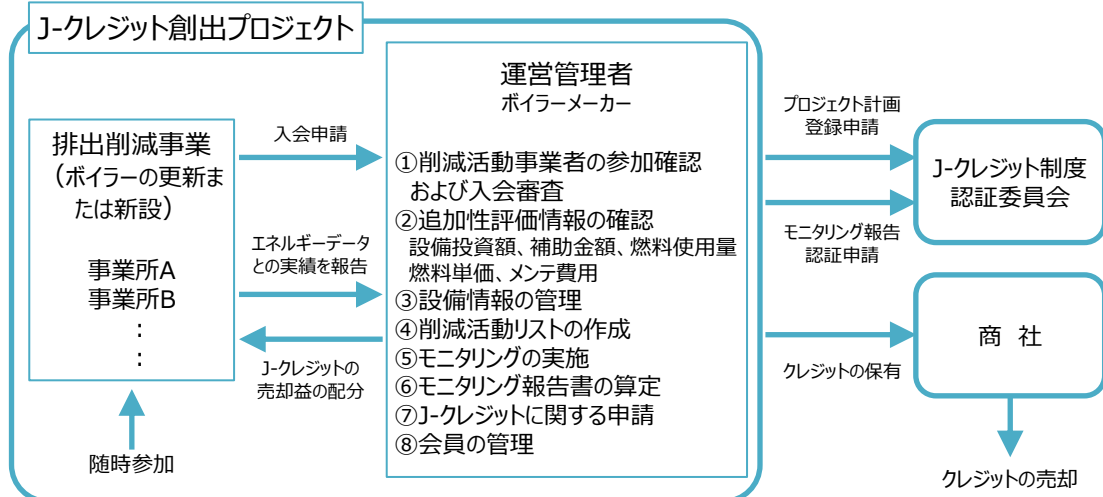 J-クレジット創出プロジェクト
排出削減事業
（ボイラーの更新ま
たは新設）
事業所A
事業所B
:
:
随時参加
入会申請
エネルギーデータ
との実績を報告
J-クレジットの
売却益の配分
運営管理者
ボイラーメーカー
①削減活動事業者の参加確認
および入会審査
②追加性評価情報の確認
設備投資額、補助金額、燃料使用量
燃料単価、メンテ費用
③設備情報の管理
④削減活動リストの作成
⑤モニタリングの実施
⑥モニタリング報告書の算定
⑦J-クレジットに関する申請
⑧会員の管理
プロジェクト計画
登録申請
モニタリング報告
認証申請
クレジットの保有
J-クレジット制度
認証委員会
商 社
クレジットの売却